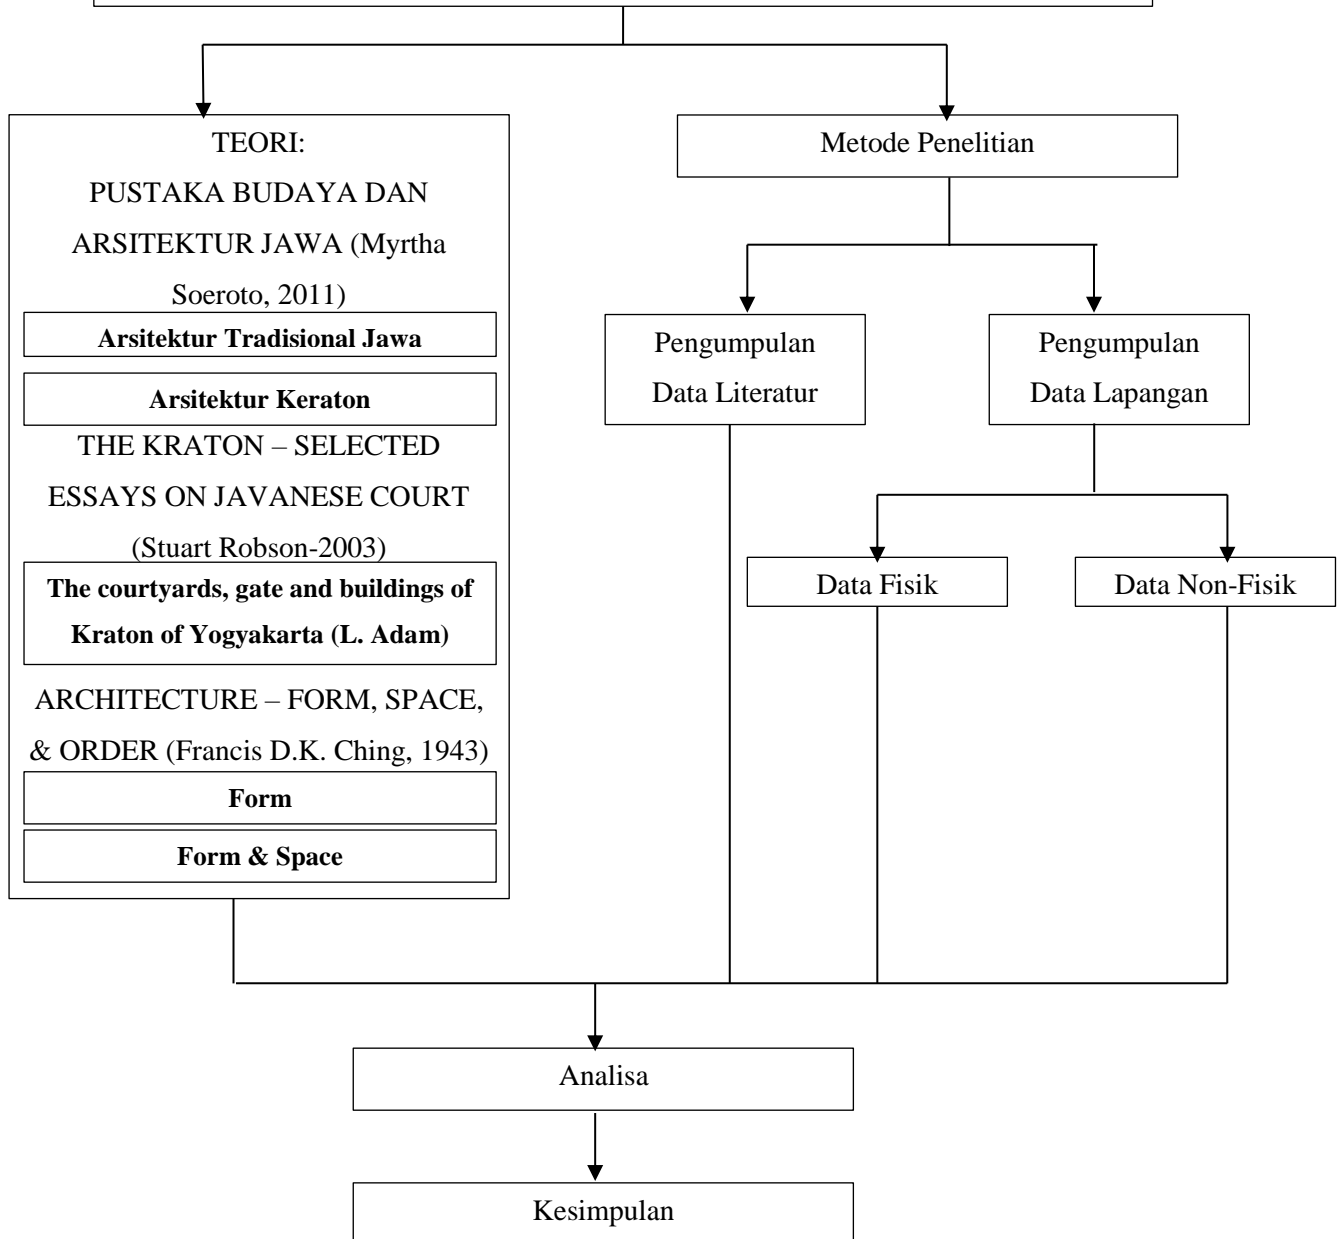 TEORI:
PUSTAKA BUDAYA DAN
ARSITEKTUR JAWA (Myrtha
Soeroto, 2011)
Arsitektur Tradisional Jawa
Arsitektur Keraton
THE KRATON – SELECTED
ESSAYS ON JAVANESE COURT
(Stuart Robson-2003)
The courtyards, gate and buildings of
Kraton of Yogyakarta (L. Adam)
ARCHITECTURE – FORM, SPACE,
& ORDER (Francis D.K. Ching, 1943)
Form
Form & Space
Metode Penelitian
Pengumpulan
Data Literatur
Pengumpulan
Data Lapangan
Data Fisik
Data Non-Fisik
Analisa
Kesimpulan